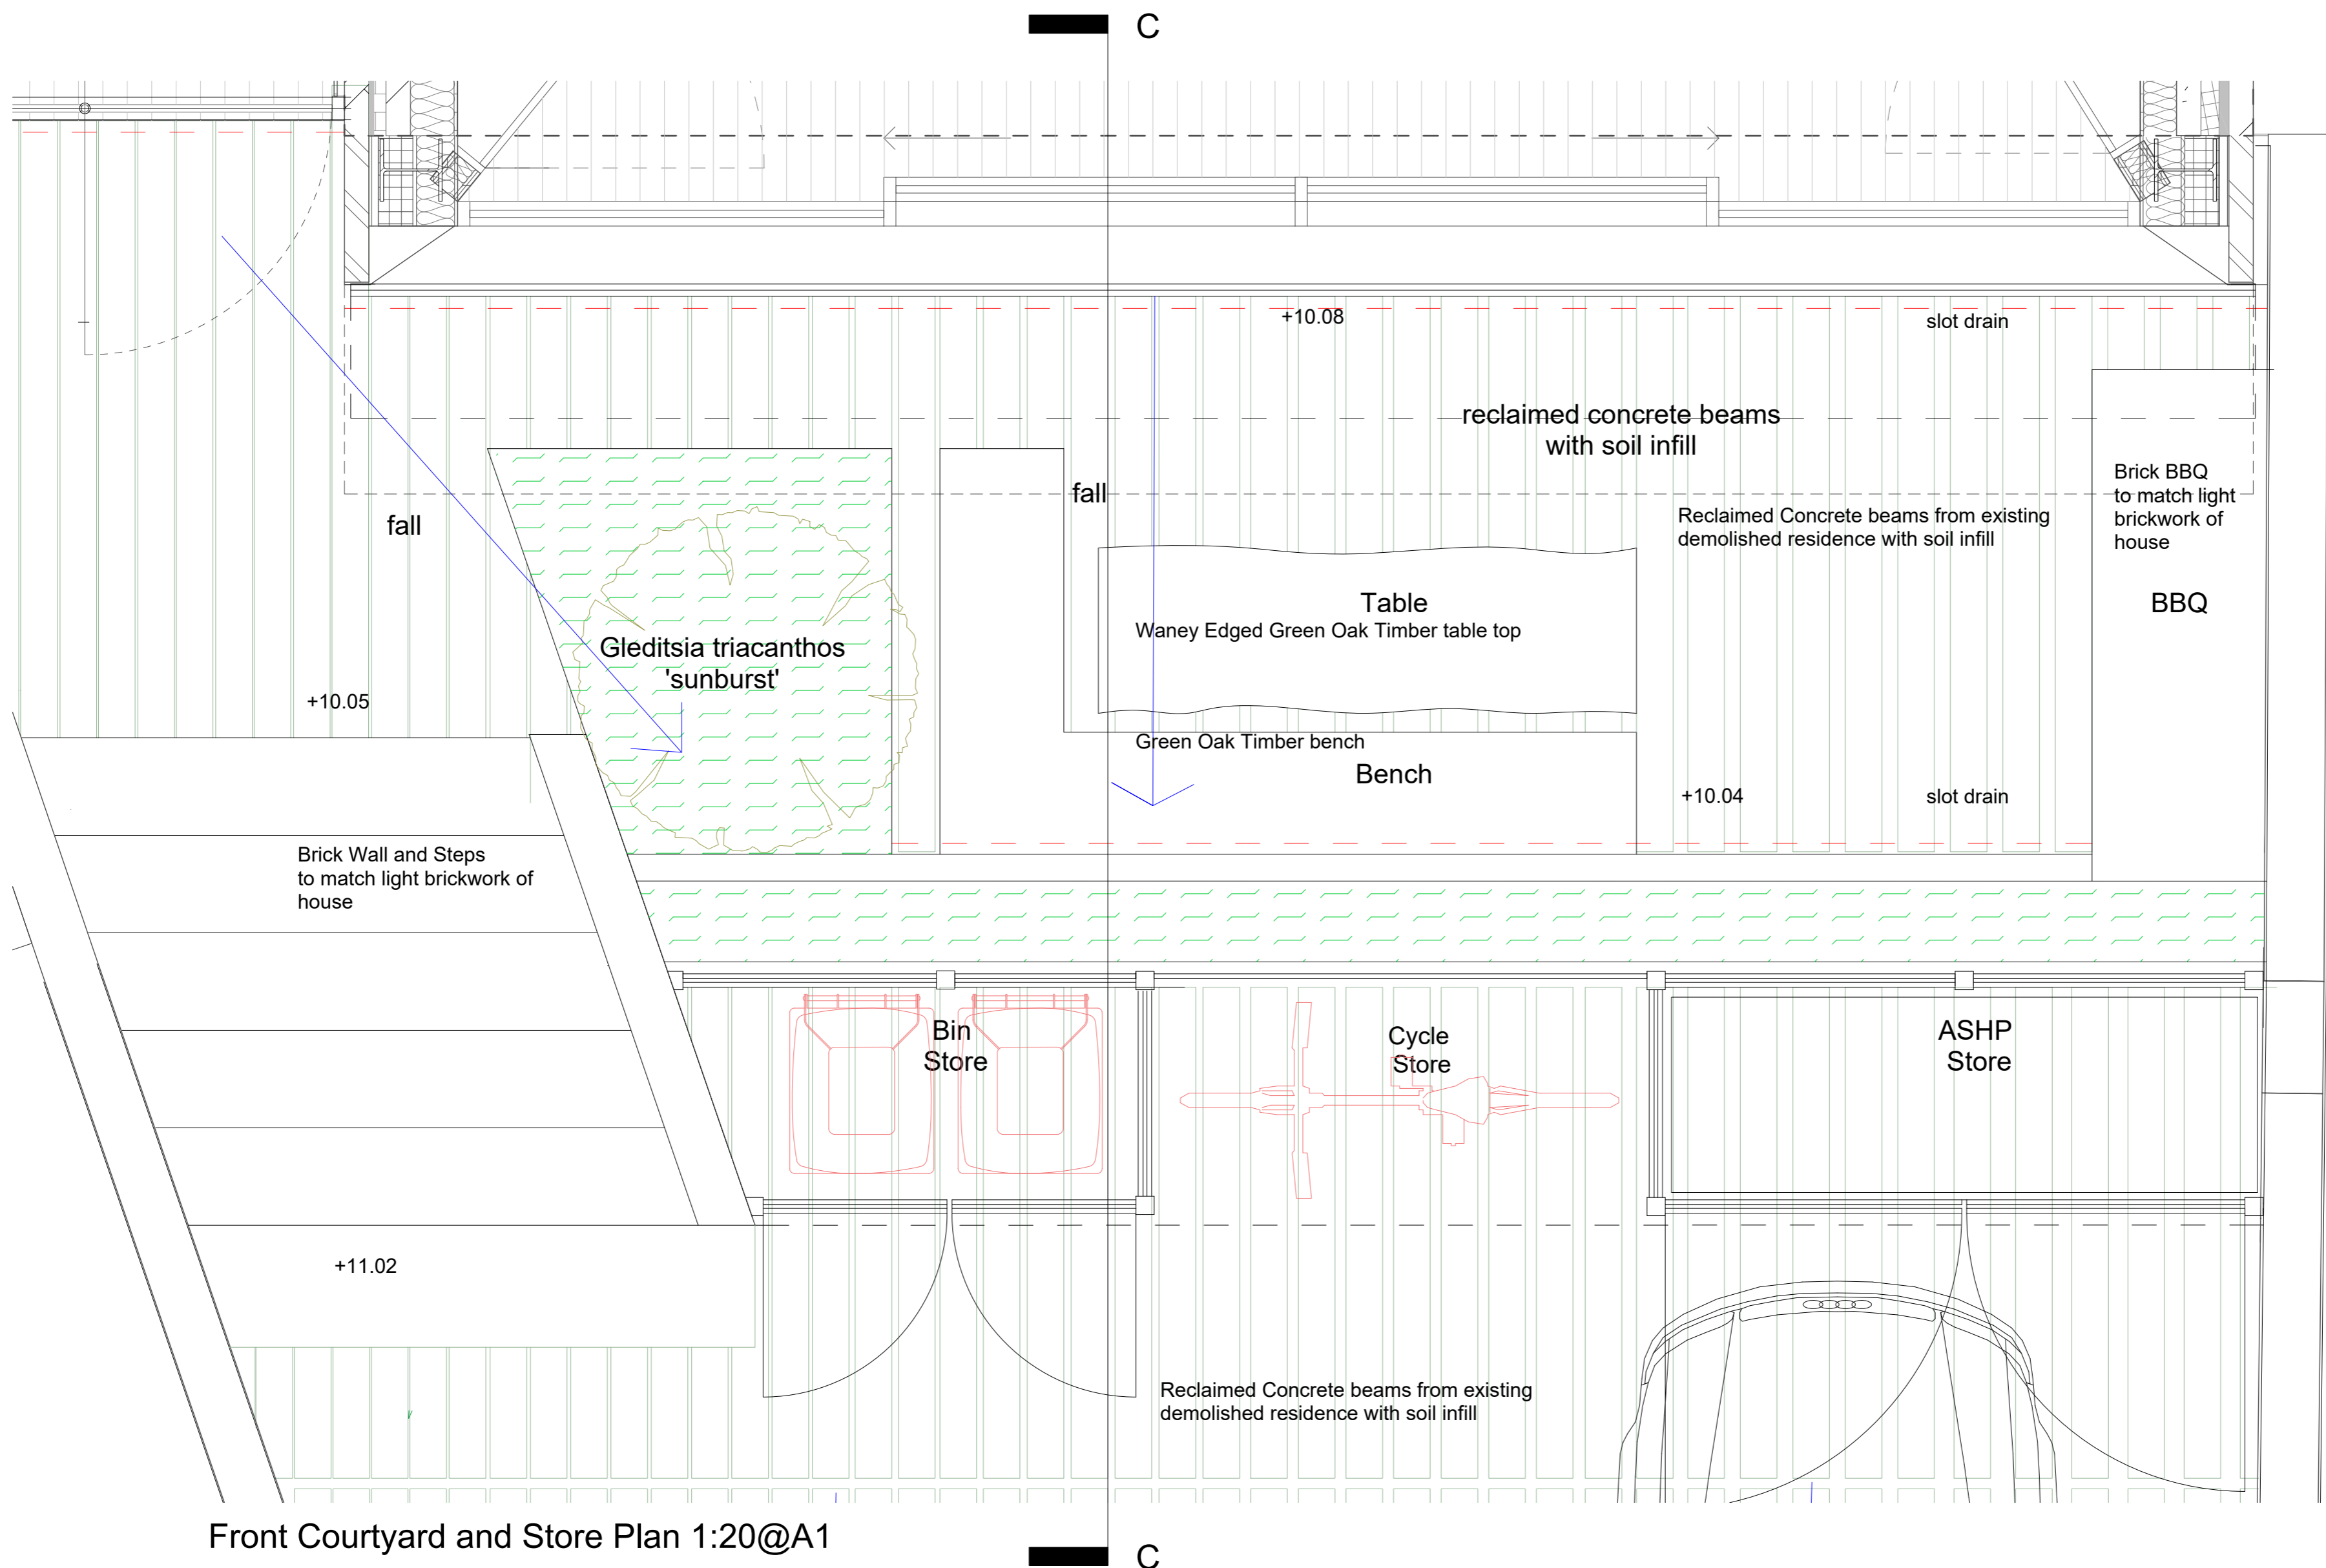 C
+10.08
slot drain
reclaimed concrete beams
with soil infill
Brick BBQ
to match light
brickwork of
house
fall
fall
Reclaimed Concrete beams from existing
demolished residence with soil infill
Table
Waney Edged Green Oak Timber table top
BBQ
Gleditsia triacanthos
'sunburst'
+10.05
Green Oak Timber bench
Bench
+10.04
slot drain
Brick Wall and Steps
to match light brickwork of
house
Bin
Store
Cycle
Store
ASHP
Store
+11.02
Reclaimed Concrete beams from existing
demolished residence with soil infill
Front Courtyard and Store Plan 1:20@A1
C